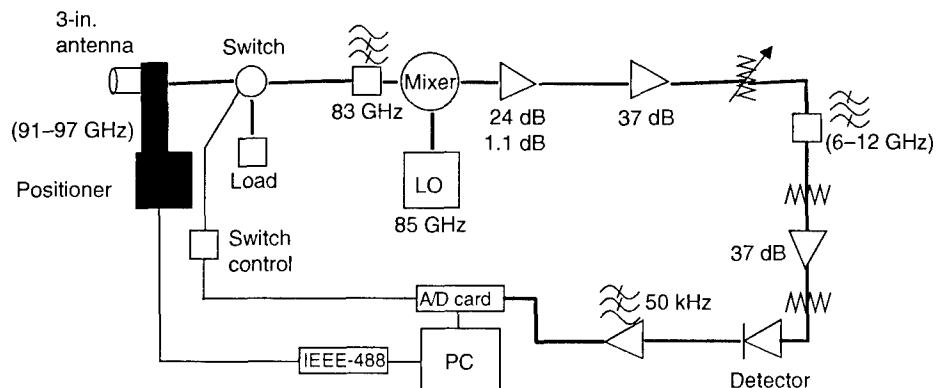 3-in.
antenna
Switch
Mixer
83 GHz
24 dB
1.1 dB
37 dB
(91–97 GHz)
(6–12 GHz)
Load
LO
Positioner
85 GHz
Switch
control
37 dB
A/D card
50 kHz
IEEE-488
PC
Detector